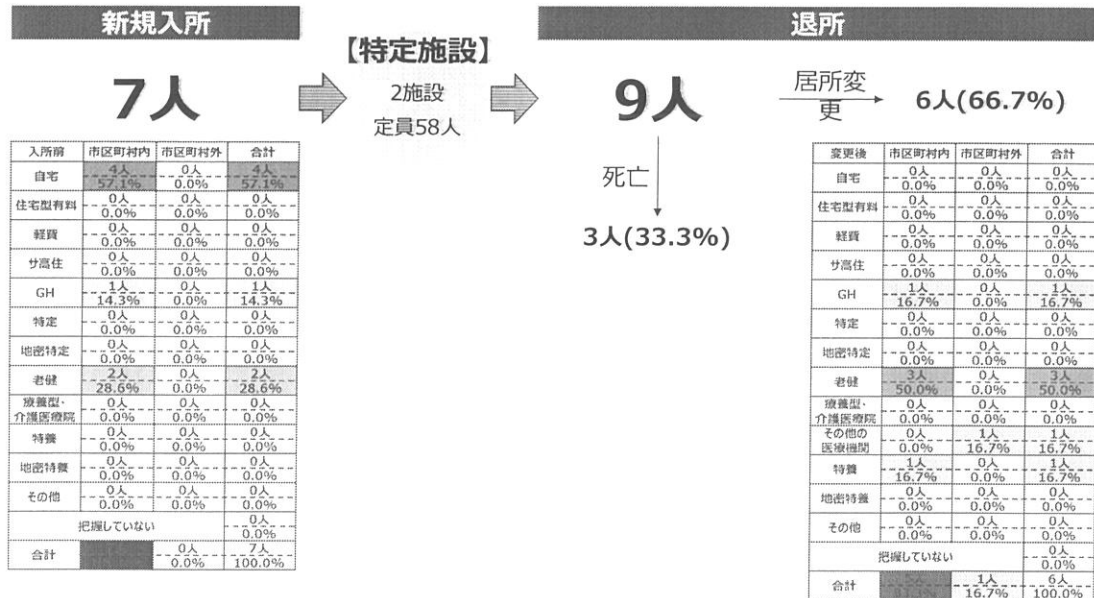 新規入所
7人
【特定施設】
2施設
定員58人
退所
9人
居所変更
6人(66.7%)
死亡
3人(33.3%)
入所前 市区町村内 市区町村外 合計
自宅 4人 0人 4人
57.1% 0.0% 57.1%
住宅型有料 0人 0人 0人
0.0% 0.0% 0.0%
軽費 0人 0人 0人
0.0% 0.0% 0.0%
サ高住 0人 0人 0人
0.0% 0.0% 0.0%
GH 1人 0人 1人
14.3% 0.0% 14.3%
特定 0人 0人 0人
0.0% 0.0% 0.0%
地密特定 0人 0人 0人
0.0% 0.0% 0.0%
老健 2人 0人 2人
28.6% 0.0% 28.6%
療養型・ 0人 0人 0人
介護医療院 0.0% 0.0% 0.0%
特養 0人 0人 0人
0.0% 0.0% 0.0%
地密特養 0人 0人 0人
0.0% 0.0% 0.0%
その他 0人 0人 0人
0.0% 0.0% 0.0%
把握していない 0人
0.0%
合計 0人 7人
0.0% 100.0%
変更後 市区町村内 市区町村外 合計
自宅 0人 0人 0人
0.0% 0.0% 0.0%
住宅型有料 0人 0人 0人
0.0% 0.0% 0.0%
軽費 0人 0人 0人
0.0% 0.0% 0.0%
サ高住 0人 0人 0人
0.0% 0.0% 0.0%
GH 1人 0人 1人
16.7% 0.0% 16.7%
特定 0人 0人 0人
0.0% 0.0% 0.0%
地密特定 0人 0人 0人
0.0% 0.0% 0.0%
老健 3人 0人 3人
50.0% 0.0% 50.0%
療養型・ 0人 0人 0人
介護医療院 0.0% 0.0% 0.0%
その他の 0人 1人 1人
医療機関 0.0% 16.7% 16.7%
特養 1人 0人 1人
16.7% 0.0% 16.7%
地密特養 0人 0人 0人
0.0% 0.0% 0.0%
その他 0人 0人 0人
0.0% 0.0% 0.0%
把握していない 0人
0.0%
合計 5人 1人 6人
83.3% 16.7% 100.0%